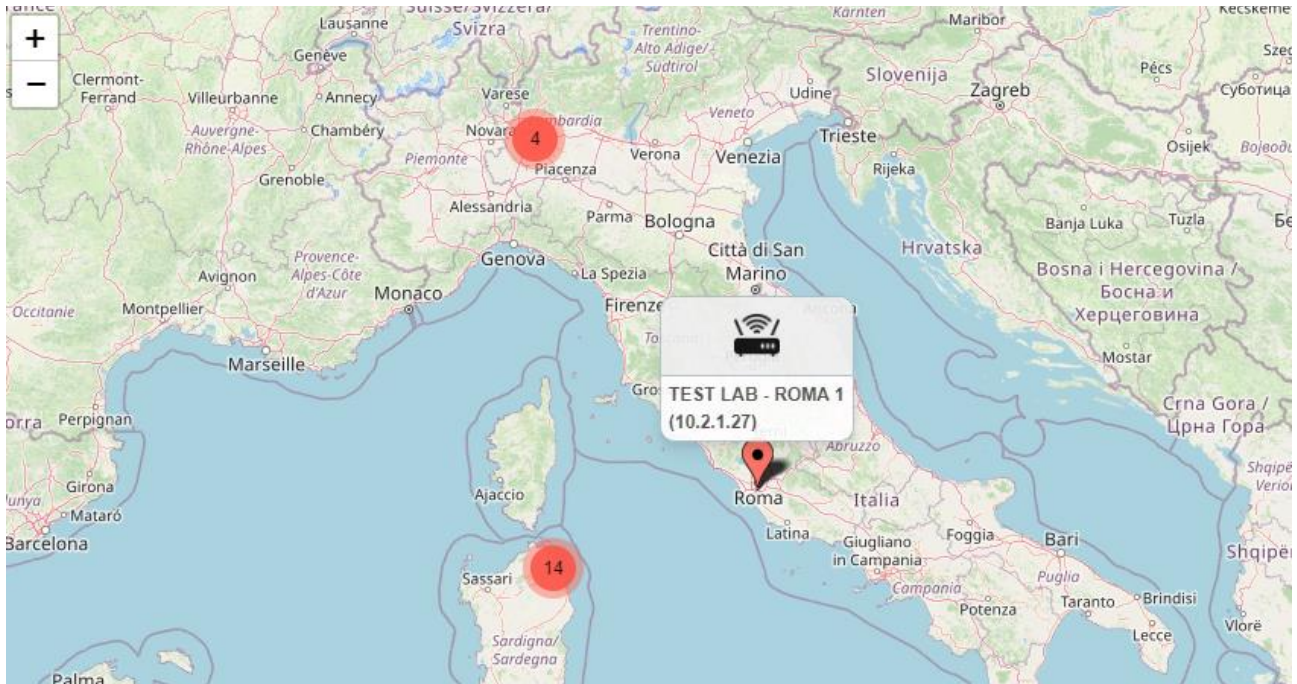 Lausanne
Suisse/Svizzera/
Svizra
Genève
Trentino-
Alto Adige/
Südtirol
Kärnten
Maribor
Kecskemé
Szeg
Slovenija
Pécs
Суботица
+
−
Clermont-
Ferrand
Villeurbanne
Annecy
Varese
Udine
Zagreb
Auvergne-
Rhône-Alpes
Chambéry
Novara
4
Veneto
Trieste
Osijek
Piemonte
Verona
Venezia
Rijeka
Piacenza
Grenoble
Alessandria
Parma
Bologna
Banja Luka
Tuzla
Genova
Città di San
Marino
Hrvatska
Provence-
Alpes-Côte
d'Azur
La Spezia
Bosna i Hercegovina /
Босна и
Херцеговина
Avignon
Monaco
Firenze
Occitanie
Montpellier
Marseille
Mostar
TEST LAB - ROMA 1
(10.2.1.27)
Gro
Crna Gora /
Црна Гора
Perpignan
Abruzzo
Girona
Mataró
Barcelona
Ajaccio
Roma
Italia
Latina
Giugliano
in Campania
Foggia
Bari
Shqipër
14
Sassari
Campania
Puglia
Potenza
Taranto
Brindisi
Lecce
Vlorë
Sardigna/
Sardegna
Palma